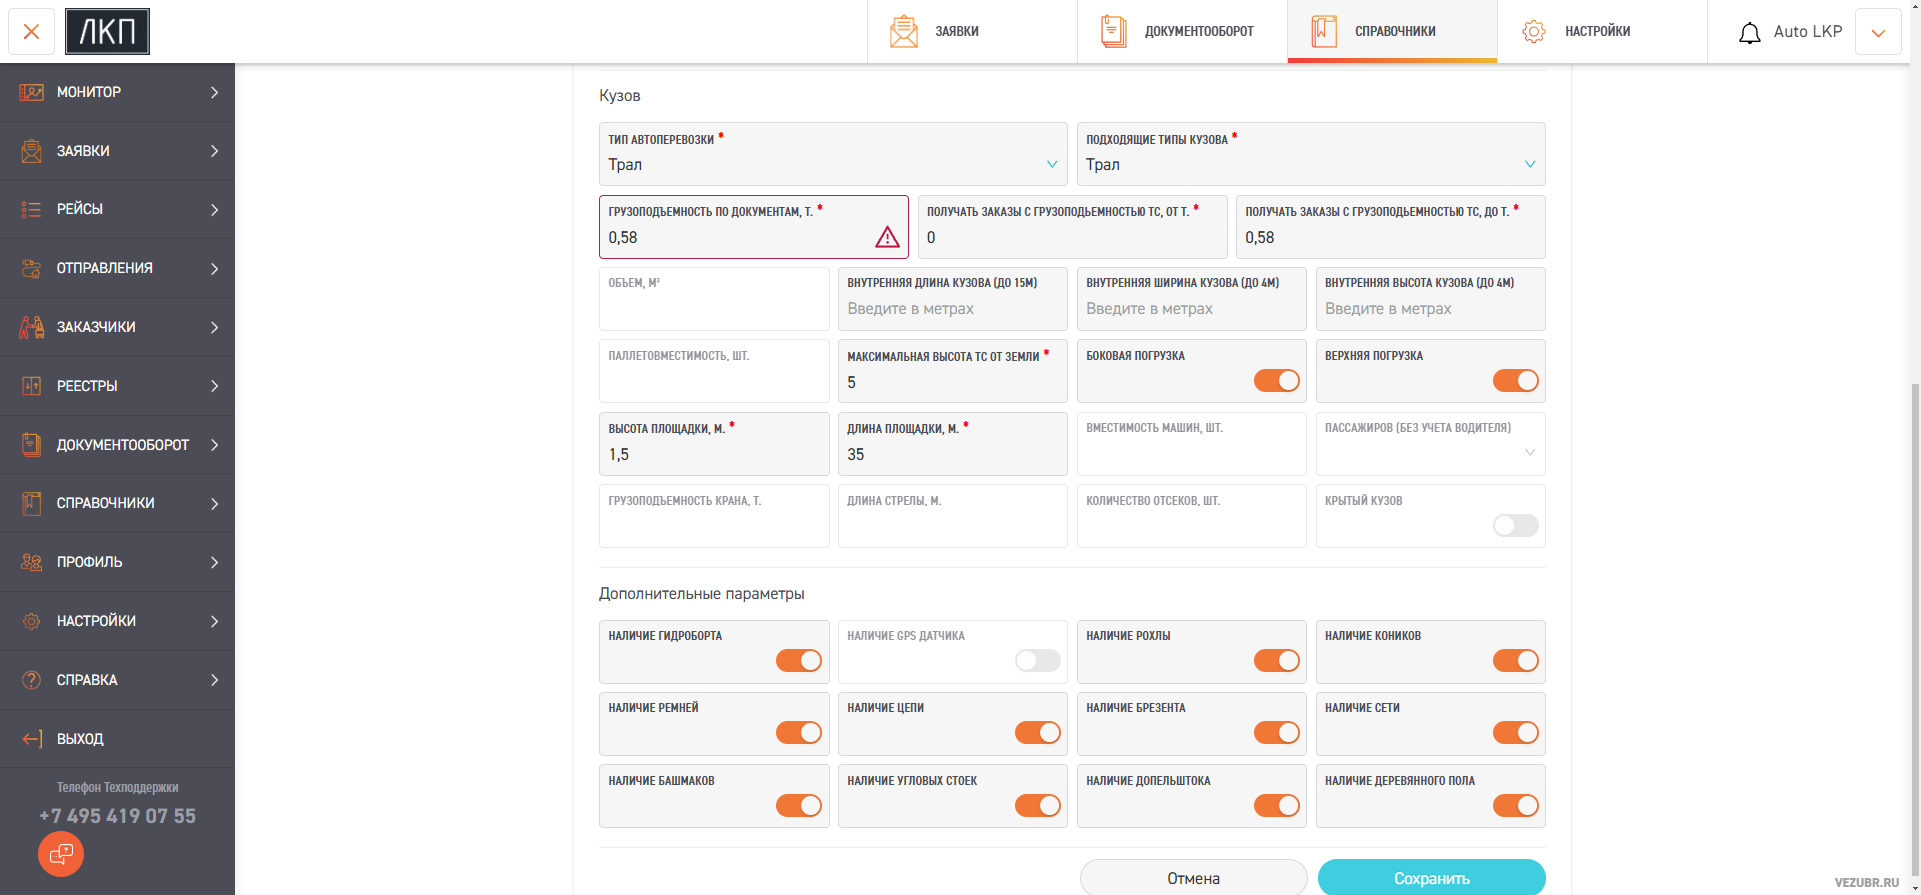 ЛКП
ЗАЯВКИ
ДОКУМЕНТООБОРОТ
СПРАВОЧНИКИ
НАСТРОЙКИ
Auto LKP
МОНИТОР
ЗАЯВКИ
РЕЙСЫ
ОТПРАВЛЕНИЯ
ЗАКАЗЧИКИ
РЕЕСТРЫ
ДОКУМЕНТООБОРОТ
СПРАВОЧНИКИ
ПРОФИЛЬ
НАСТРОЙКИ
СПРАВКА
ВЫХОД
Телефон Техподдержки
+7 495 419 07 55
Кузов
ТИП АВТОПЕРЕВОЗКИ *
Трал
ПОДХОДЯЩИЕ ТИПЫ КУЗОВА *
Трал
ГРУЗОПОДЪЕМНОСТЬ ПО ДОКУМЕНТАМ, Т. *
0,58
ПОЛУЧАТЬ ЗАКАЗЫ С ГРУЗОПОДЬЕМНОСТЬЮ ТС, ОТ Т. *
0
ПОЛУЧАТЬ ЗАКАЗЫ С ГРУЗОПОДЬЕМНОСТЬЮ ТС, ДО Т. *
0,58
ОБЪЕМ, М³
ВНУТРЕННЯЯ ДЛИНА КУЗОВА (ДО 15М)
Введите в метрах
ВНУТРЕННЯЯ ШИРИНА КУЗОВА (ДО 4М)
Введите в метрах
ВНУТРЕННЯЯ ВЫСОТА КУЗОВА (ДО 4М)
Введите в метрах
ПАЛЛЕТОВМЕСТИМОСТЬ, ШТ.
МАКСИМАЛЬНАЯ ВЫСОТА ТС ОТ ЗЕМЛИ *
5
БОКОВАЯ ПОГРУЗКА
ВЕРХНЯЯ ПОГРУЗКА
ВЫСОТА ПЛОЩАДКИ, М. *
1,5
ДЛИНА ПЛОЩАДКИ, М. *
35
ВМЕСТИМОСТЬ МАШИН, ШТ.
ПАССАЖИРОВ (БЕЗ УЧЕТА ВОДИТЕЛЯ)
ГРУЗОПОДЪЕМНОСТЬ КРАНА, Т.
ДЛИНА СТРЕЛЫ, М.
КОЛИЧЕСТВО ОТСЕКОВ, ШТ.
КРЫТЫЙ КУЗОВ
Дополнительные параметры
НАЛИЧИЕ ГИДРОБОРТА
НАЛИЧИЕ GPS ДАТЧИКА
НАЛИЧИЕ РОХЛЫ
НАЛИЧИЕ КОНИКОВ
НАЛИЧИЕ РЕМНЕЙ
НАЛИЧИЕ ЦЕПИ
НАЛИЧИЕ БРЕЗЕНТА
НАЛИЧИЕ СЕТИ
НАЛИЧИЕ БАШМАКОВ
НАЛИЧИЕ УГЛОВЫХ СТОЕК
НАЛИЧИЕ ДОПЕЛЬШТОКА
НАЛИЧИЕ ДЕРЕВЯННОГО ПОЛА
Отмена
Сохранить
VEZUBR.RU